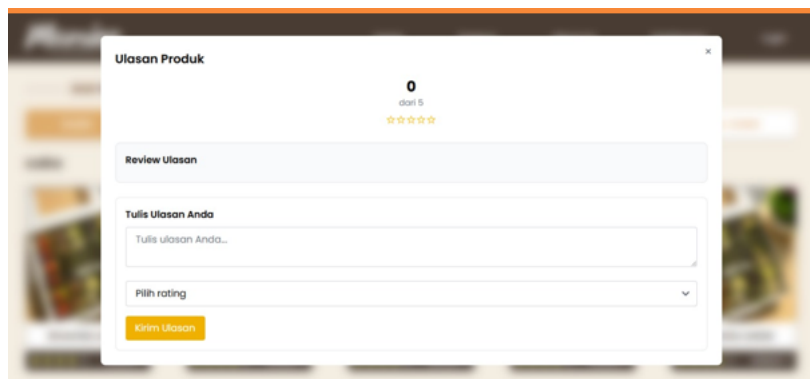 Ulasan Produk
×
0
dari 5
Review Ulasan
Tulis Ulasan Anda
Tulis ulasan Anda...
Pilih rating
Kirim Ulasan